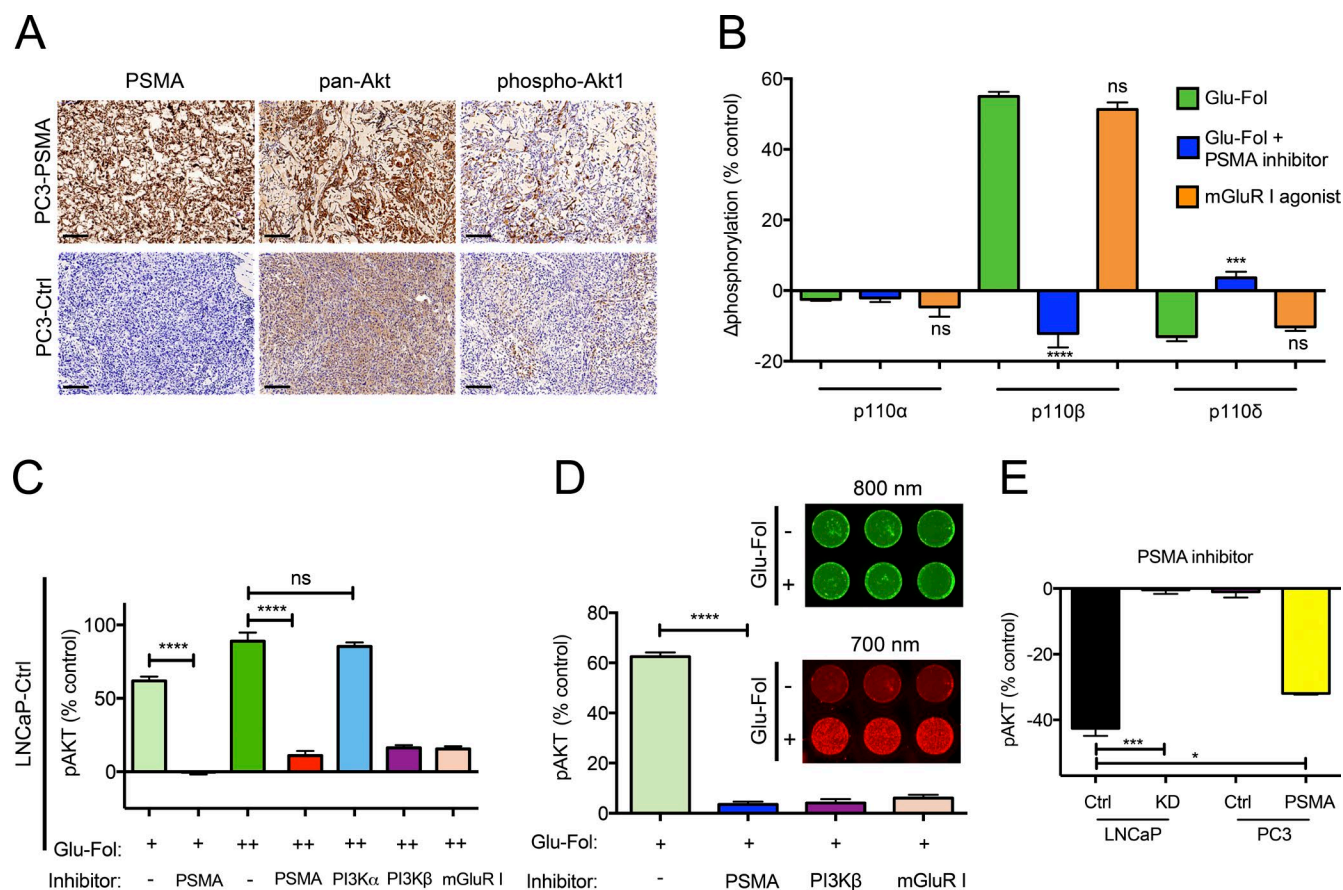 A
PSMA pan-Akt phospho-Akt1
PC3-PSMA
PC3-Ctrl
B
Δphosphorylation (% control)
60
40
20
0
-20
ns
ns
****
***
ns
Glu-Fol
Glu-Fol +
PSMA inhibitor
mGluR I agonist
p110α p110β p110δ
C
LNCaP-Ctrl
pAKT (% control)
100
50
0
ns
****
****
Glu-Fol: + + ++ ++ ++ ++ ++
Inhibitor: - PSMA - PSMA PI3Kα PI3Kβ mGluR I
D
pAKT (% control)
80
60
40
20
0
****
800 nm
Glu-Fol
-
+
700 nm
Glu-Fol
-
+
Glu-Fol: + + + +
Inhibitor: - PSMA PI3Kβ mGluR I
E
PSMA inhibitor
pAKT (% control)
0
-20
-40
***
*
Ctrl KD Ctrl PSMA
LNCaP PC3